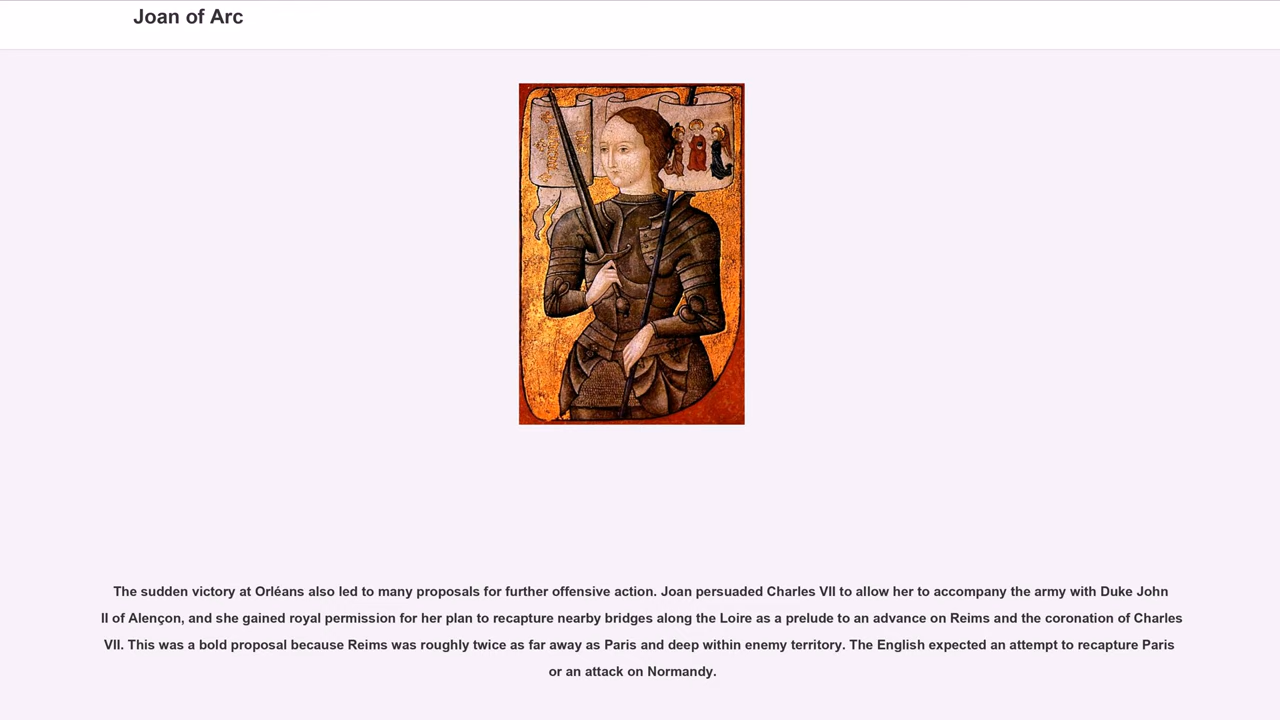 Joan of Arc
The sudden victory at Orléans also led to many proposals for further offensive action. Joan persuaded Charles VII to allow her to accompany the army with Duke John
II of Alençon, and she gained royal permission for her plan to recapture nearby bridges along the Loire as a prelude to an advance on Reims and the coronation of Charles
VII. This was a bold proposal because Reims was roughly twice as far away as Paris and deep within enemy territory. The English expected an attempt to recapture Paris
or an attack on Normandy.